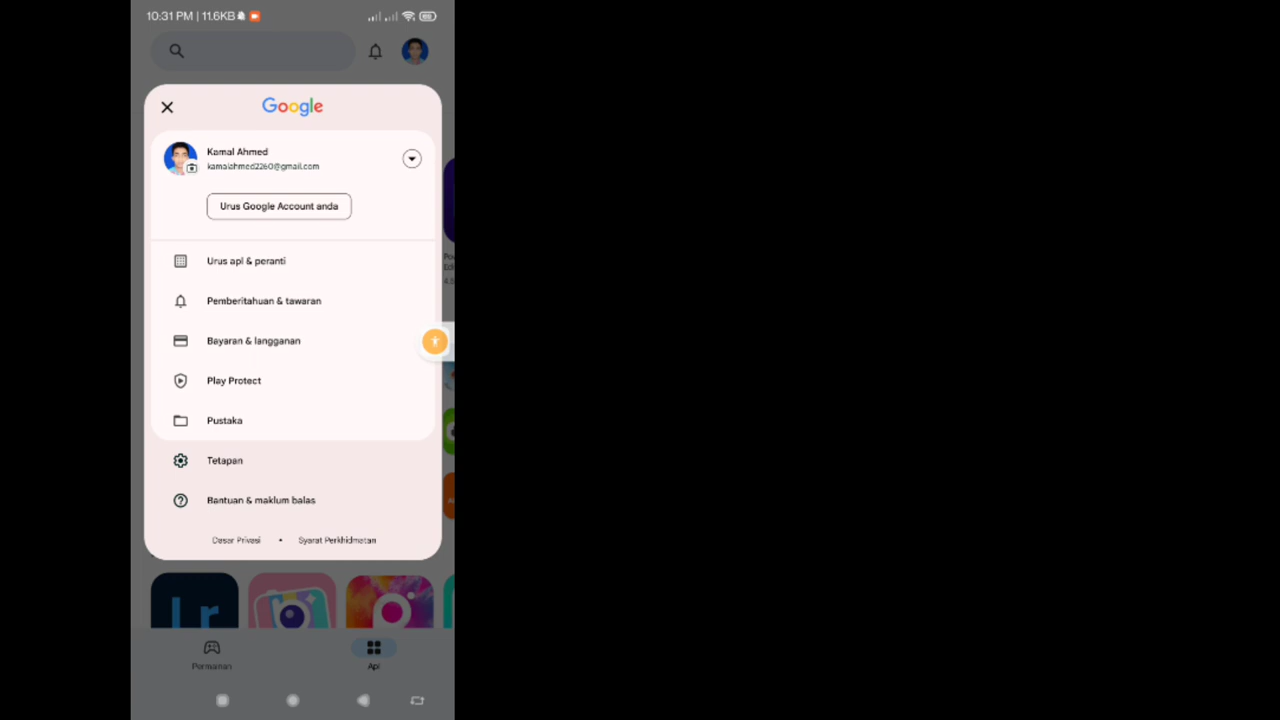 10:31 PM | 11.6KB
Google
Kamal Ahmed
kamalahmed2260@gmail.com
Urus Google Account anda
Urus apl & peranti
Pemberitahuan & tawaran
Bayaran & langganan
Play Protect
Pustaka
Tetapan
Bantuan & maklum balas
Dasar Privasi • Syarat Perkhidmatan
Lr
Permainan
Apl